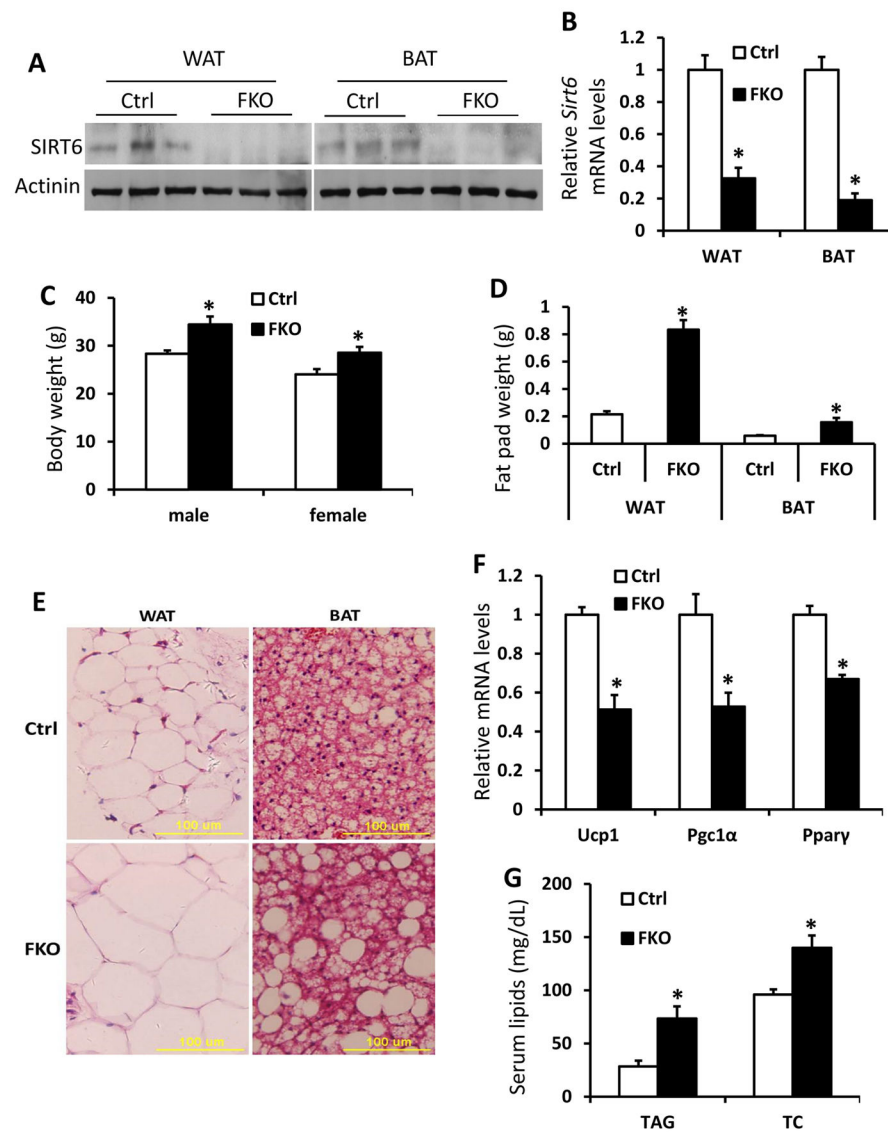 A
WAT BAT
Ctrl FKO Ctrl FKO
SIRT6
Actinin
B
Relative Sirt6
mRNA levels
1.2
1
0.8
0.6
0.4
0.2
0
Ctrl
FKO
*
*
WAT BAT
C
Body weight (g)
40
30
20
10
0
Ctrl
FKO
*
*
male female
D
Fat pad weight (g)
1
0.8
0.6
0.4
0.2
0
*
*
Ctrl FKO Ctrl FKO
WAT BAT
E
WAT BAT
Ctrl
100 um 100 um
FKO
100 um 100 um
F
Relative mRNA levels
1.2
1
0.8
0.6
0.4
0.2
0
Ctrl
FKO
*
*
*
Ucp1 Pgc1α Pparγ
G
Serum lipids (mg/dL)
200
150
100
50
0
Ctrl
FKO
*
*
TAG TC